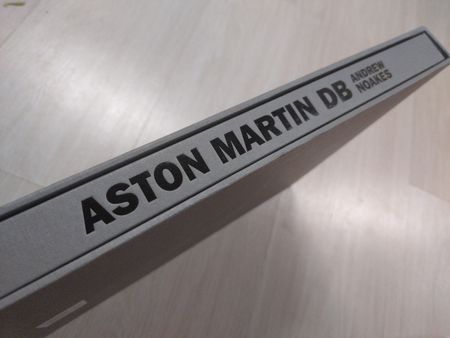 ASTON MARTIN DB
ANDREW
NOAKES